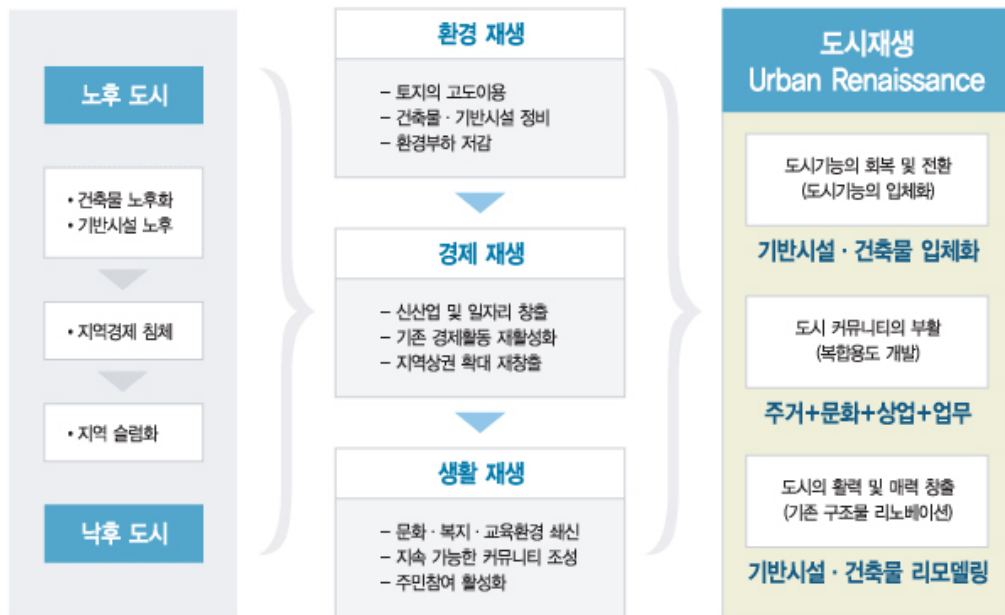 노후 도시
• 건축물 노후화
• 기반시설 노후
• 지역경제 침체
• 지역 슬럼화
낙후 도시
환경 재생
– 토지의 고도이용
– 건축물 · 기반시설 정비
– 환경부하 저감
경제 재생
– 신산업 및 일자리 창출
– 기존 경제활동 재활성화
– 지역상권 확대 재창출
생활 재생
– 문화 · 복지 · 교육환경 쇄신
– 지속 가능한 커뮤니티 조성
– 주민참여 활성화
도시재생
Urban Renaissance
도시기능의 회복 및 전환
(도시기능의 입체화)
기반시설 · 건축물 입체화
도시 커뮤니티의 부활
(복합용도 개발)
주거+문화+상업+업무
도시의 활력 및 매력 창출
(기존 구조물 리노베이션)
기반시설 · 건축물 리모델링